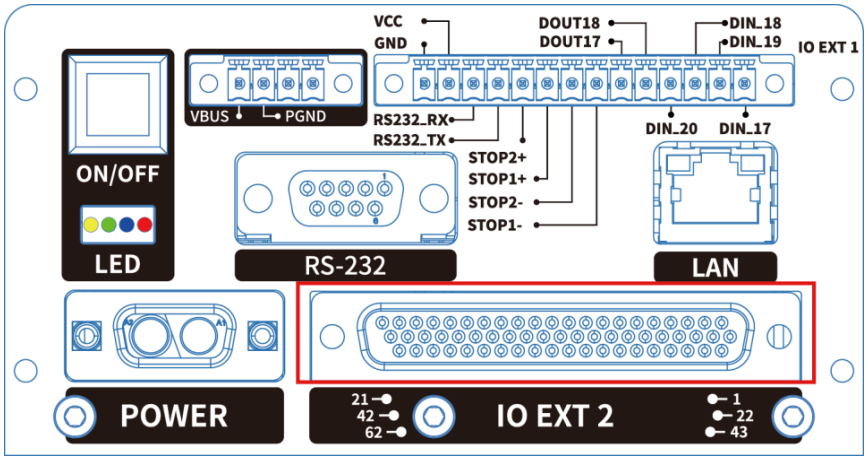 VCC
GND
DOUT18
DOUT17
DIN_18
DIN_19
IO EXT 1
VBUS
PGND
RS232_RX
RS232_TX
DIN_20
DIN_17
STOP2+
STOP1+
STOP2-
STOP1-
ON/OFF
1
6
LED
RS-232
LAN
A2
A1
POWER
21
42
62
IO EXT 2
1
22
43